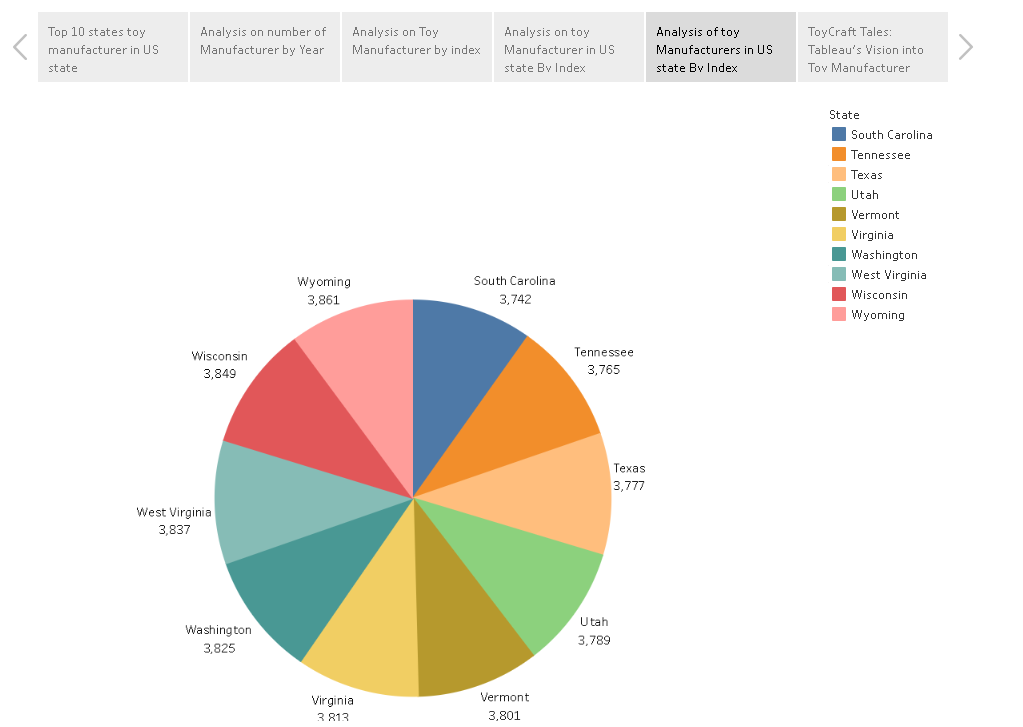 Top 10 states toy
manufacturer in US
state
Analysis on number of
Manufacturer by Year
Analysis on Toy
Manufacturer by index
Analysis on toy
Manufacturer in US
state By Index
Analysis of toy
Manufacturers in US
state By Index
ToyCraft Tales:
Tableau's Vision into
Toy Manufacturer
State
South Carolina
Tennessee
Texas
Utah
Vermont
Virginia
Washington
West Virginia
Wisconsin
Wyoming
Wyoming
3,861
South Carolina
3,742
Wisconsin
3,849
Tennessee
3,765
Texas
3,777
West Virginia
3,837
Washington
3,825
Utah
3,789
Virginia
3,813
Vermont
3,801